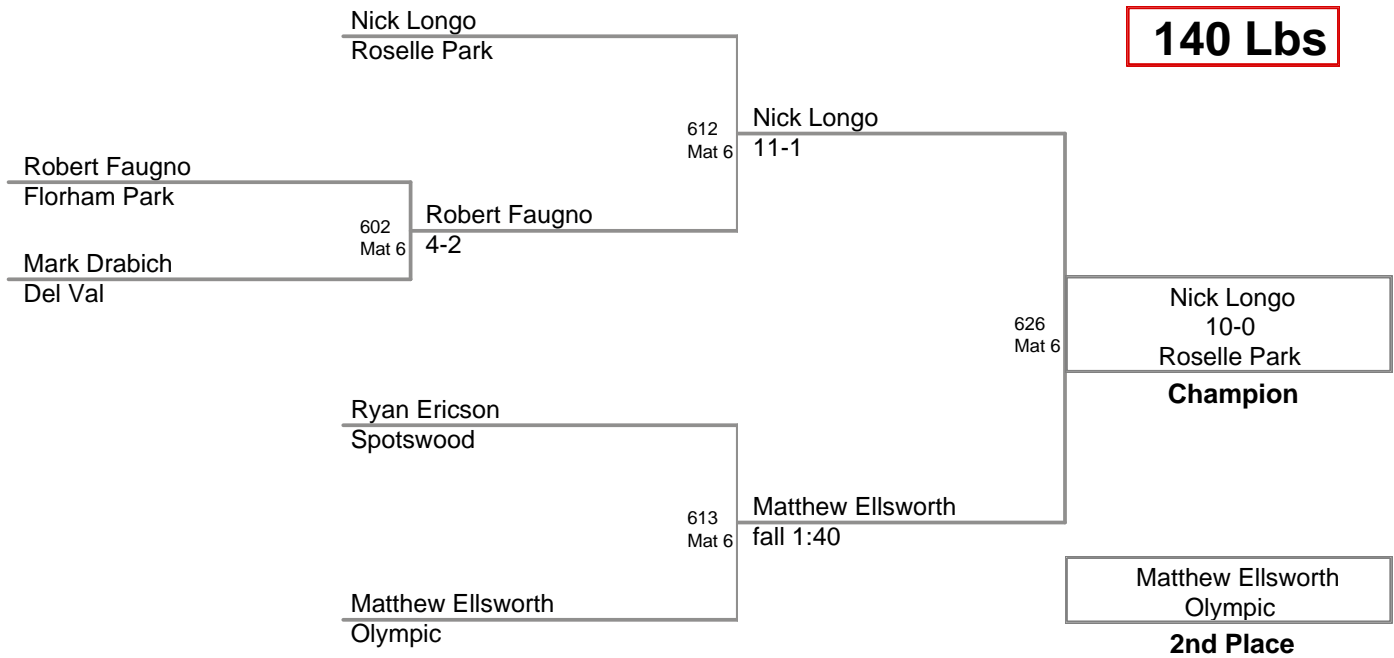 Nick Longo
Roselle Park
140 Lbs
612
Mat 6
Nick Longo
11-1
Robert Faugno
Florham Park
602
Mat 6
Robert Faugno
4-2
Mark Drabich
Del Val
626
Mat 6
Nick Longo
10-0
Roselle Park
Champion
Ryan Ericson
Spotswood
613
Mat 6
Matthew Ellsworth
fall 1:40
Matthew Ellsworth
Olympic
Matthew Ellsworth
Olympic
2nd Place